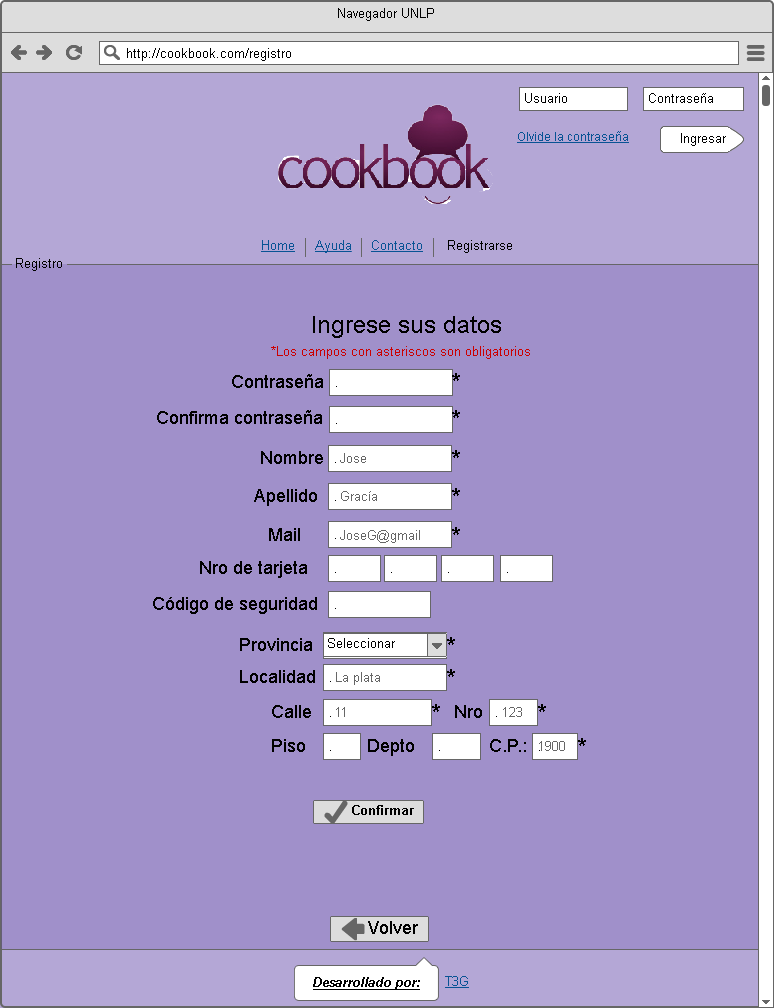 Navegador UNLP
http://cookbook.com/registro
Usuario Contraseña
Olvide la contraseña Ingresar
cookbook
Home Ayuda Contacto Registrarse
Registro
Ingrese sus datos
*Los campos con asteriscos son obligatorios
Contraseña . *
Confirma contraseña . *
Nombre . Jose *
Apellido . Gracía *
Mail . JoseG@gmail *
Nro de tarjeta . . . .
Código de seguridad .
Provincia Seleccionar *
Localidad . La plata *
Calle . 11 * Nro . 123 *
Piso . Depto . C.P.: 1900 *
Confirmar
Volver
Desarrollado por: T3G